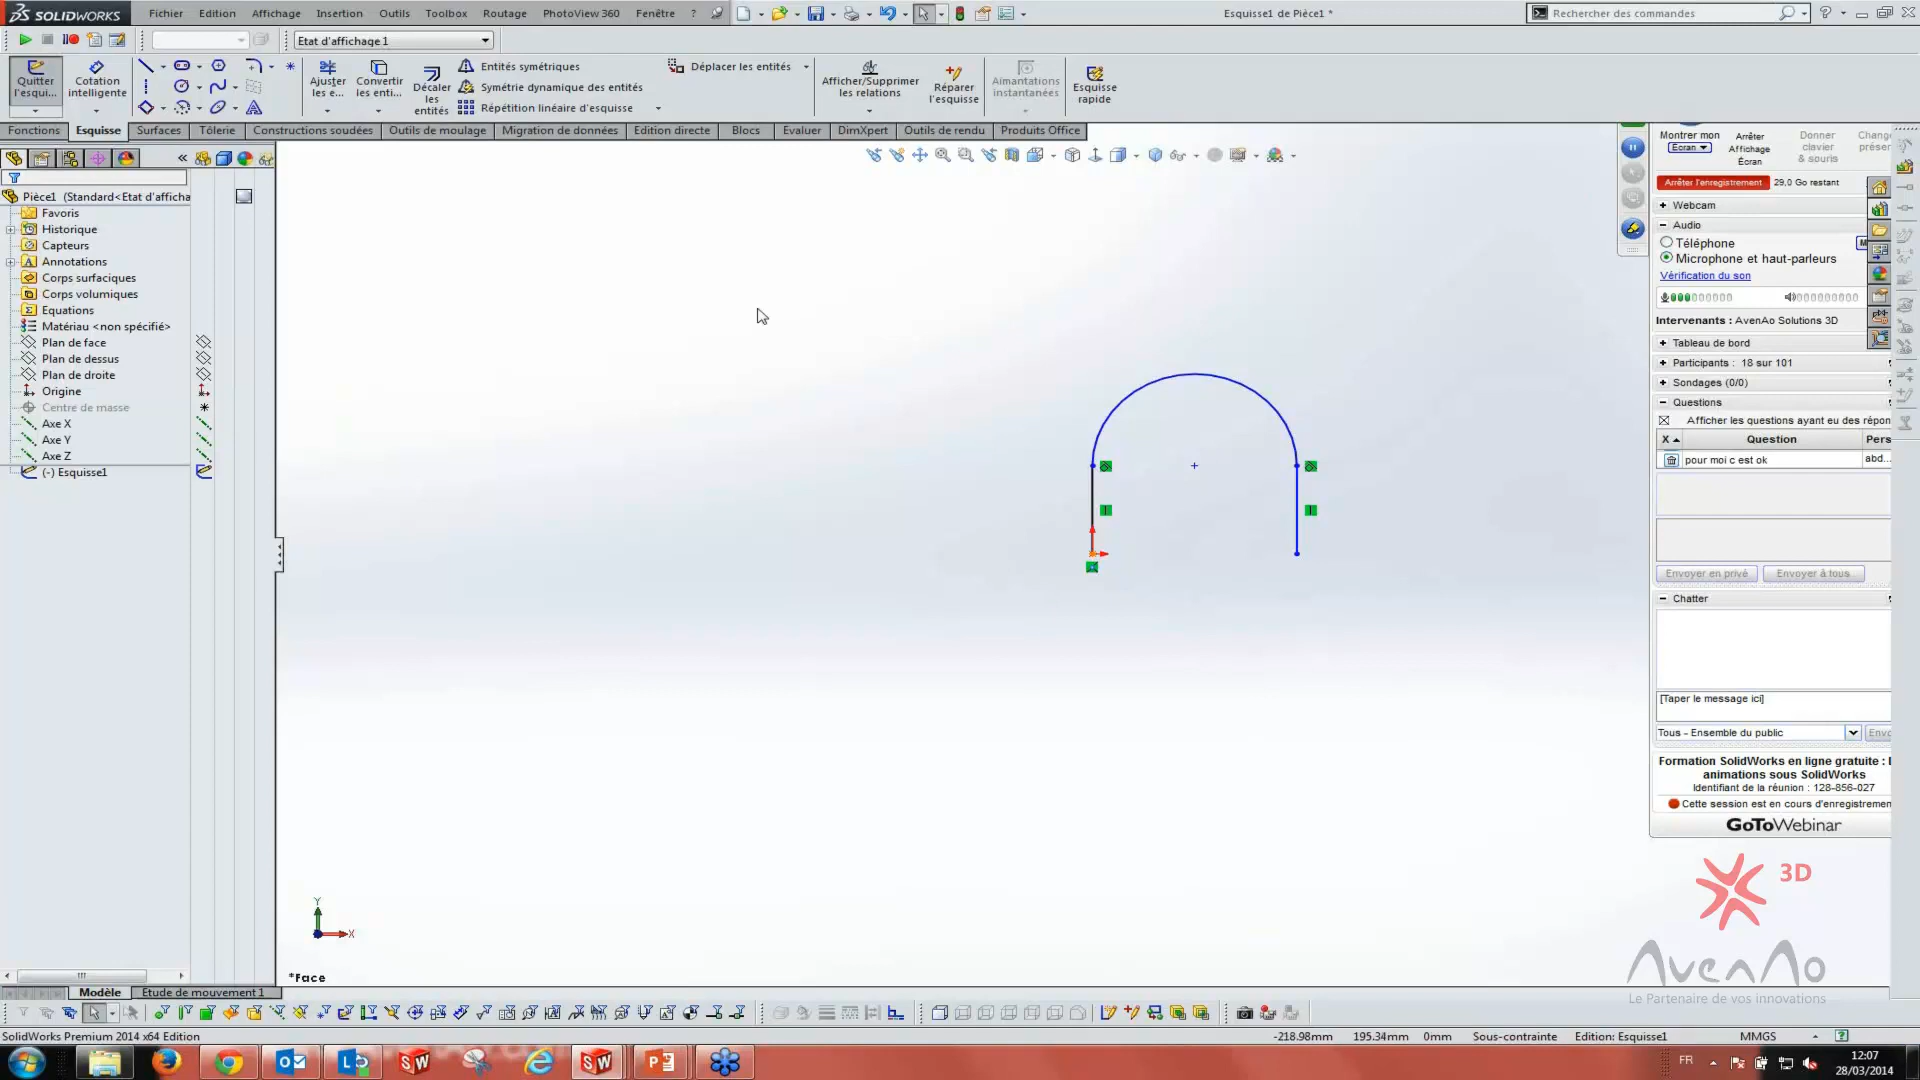 SOLIDWORKS
Fichier Edition Affichage Insertion Outils Toolbox Routage PhotoView 360 Fenêtre ?
Esquisse1 de Pièce1 *
Rechercher des commandes
Etat d'affichage 1
Quitter l'esqui...
Cotation intelligente
Ajuster les e...
Convertir les enti...
Décaler les entités
Entités symétriques
Symétrie dynamique des entités
Répétition linéaire d'esquisse
Déplacer les entités
Afficher/Supprimer les relations
Réparer l'esquisse
Aimantations instantanées
Esquisse rapide
Fonctions Esquisse Surfaces Tôlerie Constructions soudées Outils de moulage Migration de données Edition directe Blocs Evaluer DimXpert Outils de rendu Produits Office
Pièce1 (Standard<Etat d'afficha
Favoris
Historique
Capteurs
Annotations
Corps surfaciques
Corps volumiques
Equations
Matériau <non spécifié>
Plan de face
Plan de dessus
Plan de droite
Origine
Centre de masse
Axe X
Axe Y
Axe Z
(-) Esquisse1
Y
X
*Face
Montrer mon
Ecran
Arrêter Affichage Écran
Donner clavier & souris
Change prése
Arrêter l'enregistrement 29,0 Go restant
Webcam
Audio
Téléphone
Microphone et haut-parleurs
Vérification du son
Intervenants : AvenAo Solutions 3D
Tableau de bord
Participants : 18 sur 101
Sondages (0/0)
Questions
Afficher les questions ayant eu des répon
X Question Pers
pour moi c est ok abd...
Envoyer en privé Envoyer à tous
Chatter
[Taper le message ici]
Tous - Ensemble du public
Envo
Formation SolidWorks en ligne gratuite : l
animations sous SolidWorks
Identifiant de la réunion : 128-856-027
Cette session est en cours d'enregistremen
GoToWebinar
3D
AvenAo
Le Partenaire de vos innovations
Modèle Etude de mouvement 1
SolidWorks Premium 2014 x64 Edition
-218.98mm 195.34mm 0mm Sous-contrainte Edition: Esquisse1 MMGS
FR
12:07
28/03/2014